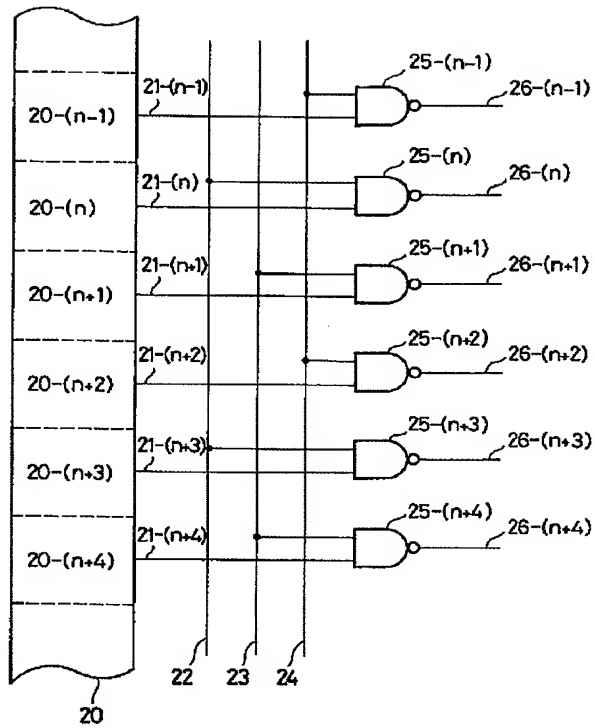 25-(n-1)
21-(n-1)
26-(n-1)
20-(n-1)
25-(n)
21-(n)
26-(n)
20-(n)
25-(n+1)
21-(n+1)
26-(n+1)
20-(n+1)
25-(n+2)
21-(n+2)
26-(n+2)
20-(n+2)
25-(n+3)
21-(n+3)
26-(n+3)
20-(n+3)
25-(n+4)
21-(n+4)
26-(n+4)
20-(n+4)
22 23 24
20